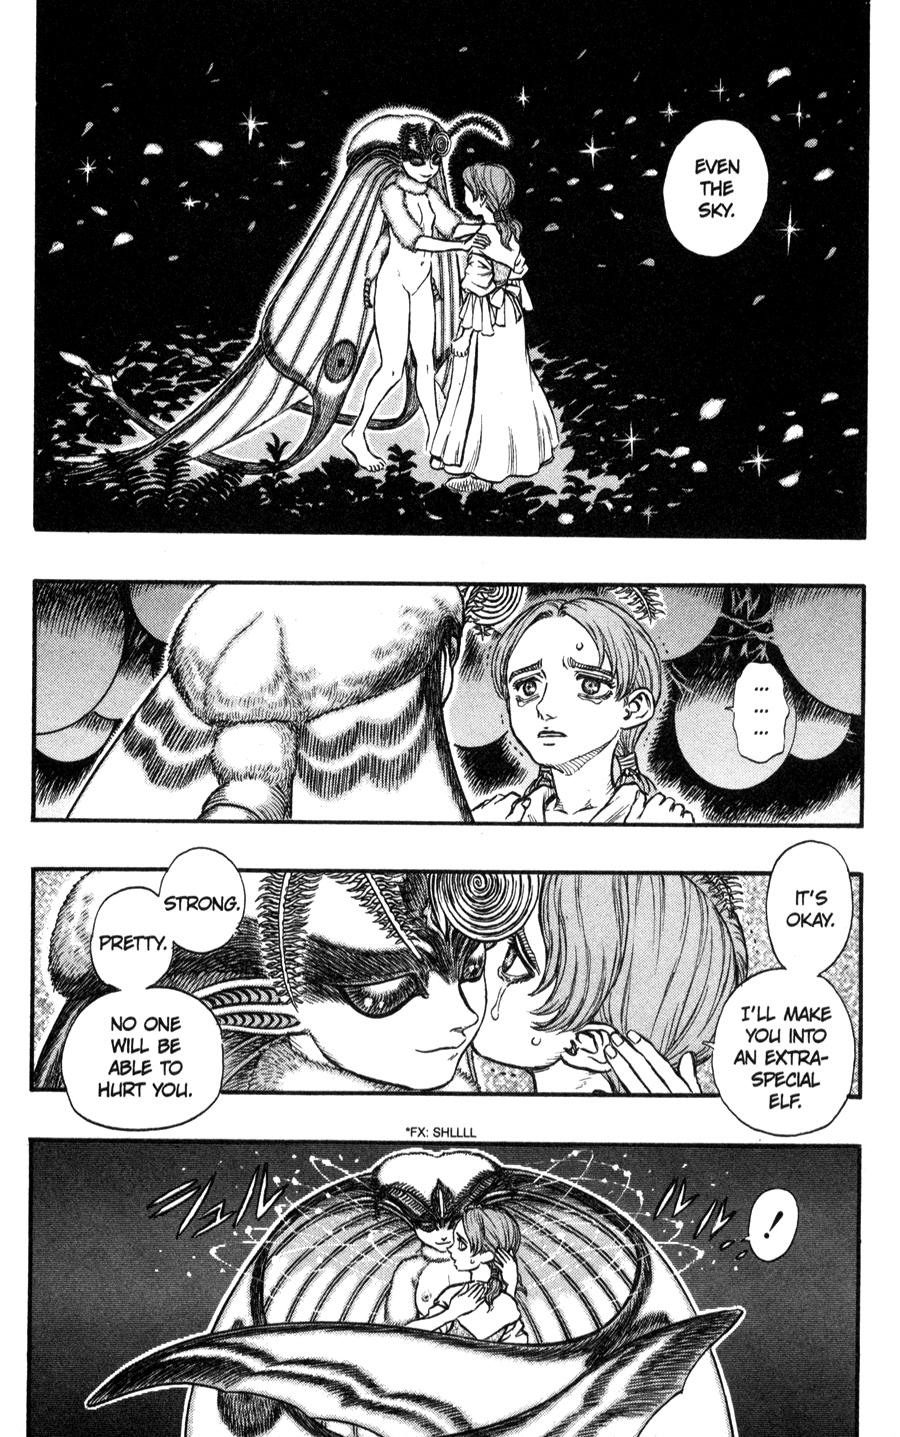 EVEN
THE
SKY.
...
...
...
IT'S
OKAY.
I'LL MAKE
YOU INTO
AN EXTRA-
SPECIAL
ELF.
STRONG.
PRETTY.
NO ONE
WILL BE
ABLE TO
HURT YOU.
*FX: SHLLLL
シュル
ルル
!